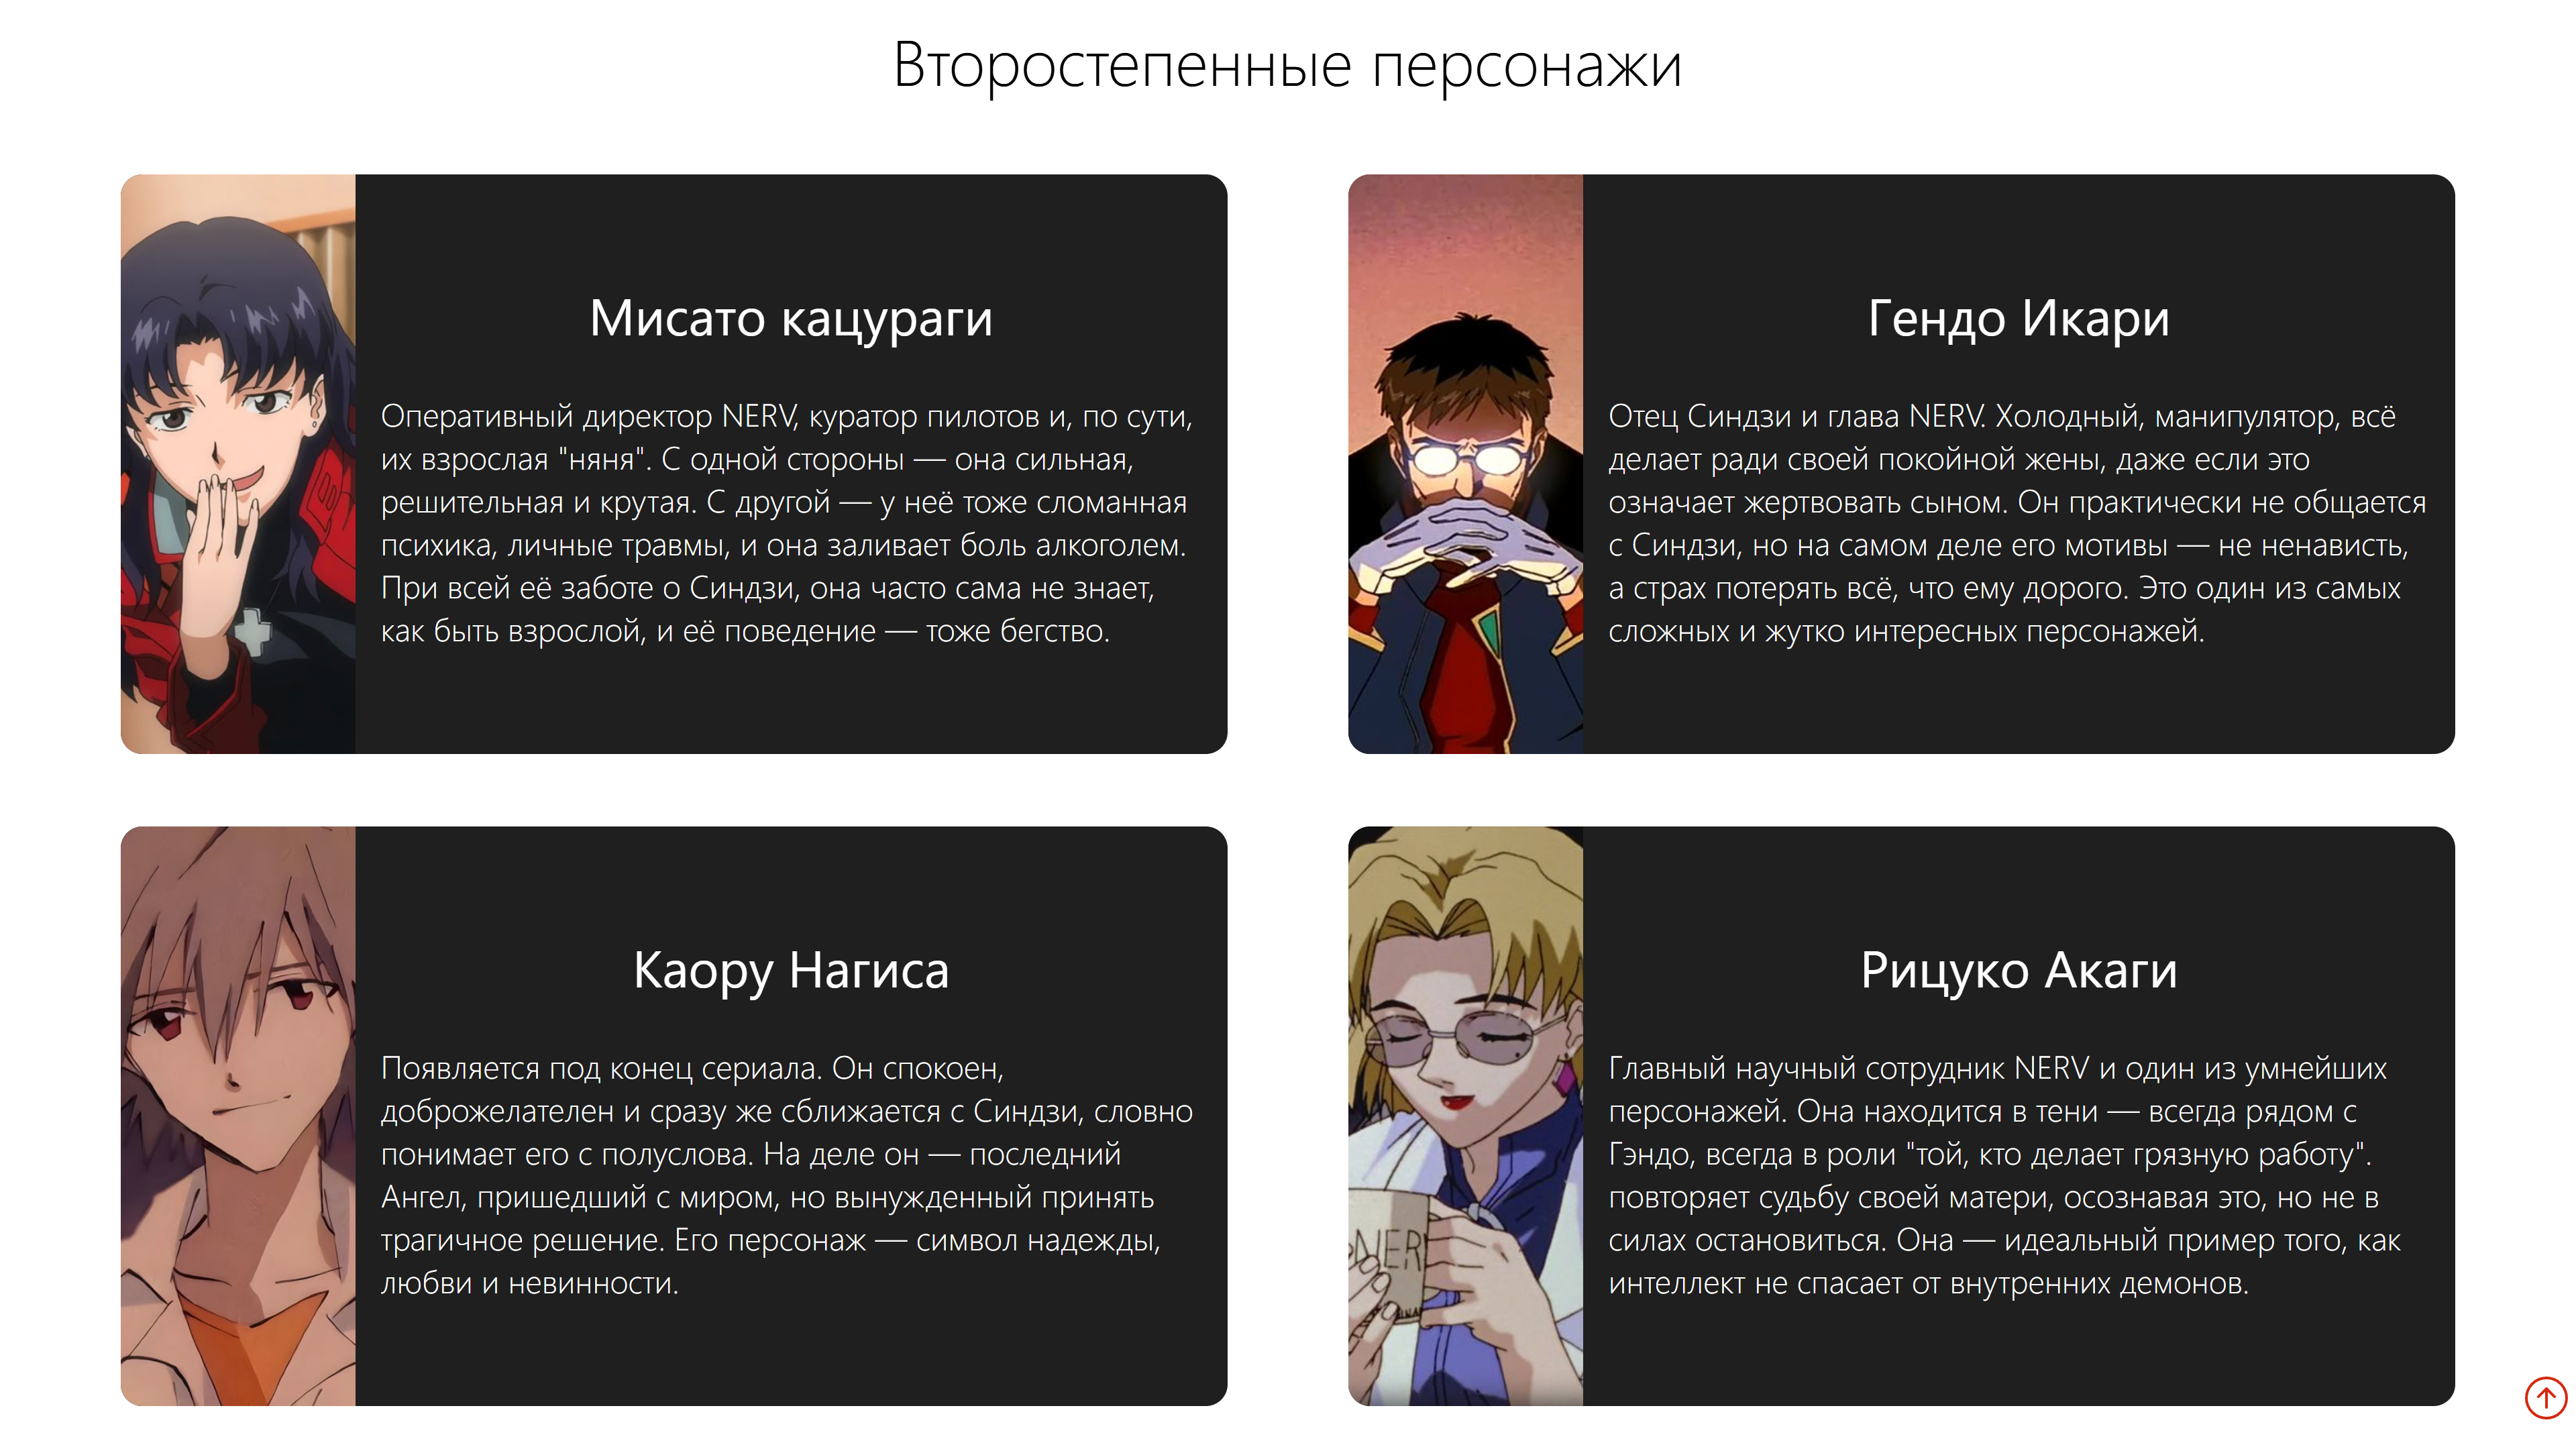 Второстепенные персонажи
Мисато кацураги
Оперативный директор NERV, куратор пилотов и, по сути,
их взрослая "няня". С одной стороны — она сильная,
решительная и крутая. С другой — у неё тоже сломанная
психика, личные травмы, и она заливает боль алкоголем.
При всей её заботе о Синдзи, она часто сама не знает,
как быть взрослой, и её поведение — тоже бегство.
Гендо Икари
Отец Синдзи и глава NERV. Холодный, манипулятор, всё
делает ради своей покойной жены, даже если это
означает жертвовать сыном. Он практически не общается
с Синдзи, но на самом деле его мотивы — не ненависть,
а страх потерять всё, что ему дорого. Это один из самых
сложных и жутко интересных персонажей.
Каору Нагиса
Появляется под конец сериала. Он спокоен,
доброжелателен и сразу же сближается с Синдзи, словно
понимает его с полуслова. На деле он — последний
Ангел, пришедший с миром, но вынужденный принять
трагичное решение. Его персонаж — символ надежды,
любви и невинности.
Рицуко Акаги
Главный научный сотрудник NERV и один из умнейших
персонажей. Она находится в тени — всегда рядом с
Гэндо, всегда в роли "той, кто делает грязную работу".
повторяет судьбу своей матери, осознавая это, но не в
силах остановиться. Она — идеальный пример того, как
интеллект не спасает от внутренних демонов.
NER